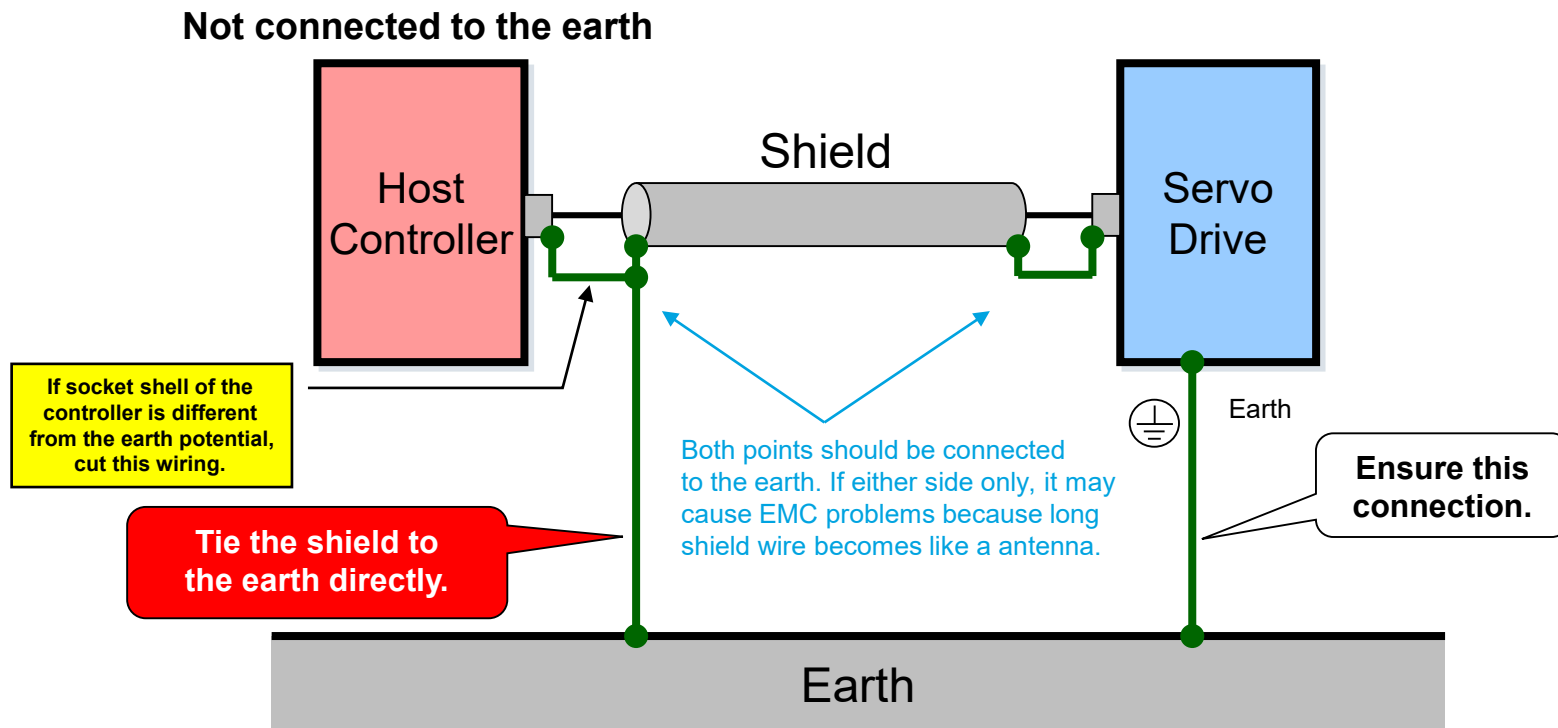 Not connected to the earth
Host
Controller
Shield
Servo
Drive
If socket shell of the
controller is different
from the earth potential,
cut this wiring.
Earth
Both points should be connected
to the earth. If either side only, it may
cause EMC problems because long
shield wire becomes like a antenna.
Ensure this
connection.
Tie the shield to
the earth directly.
Earth